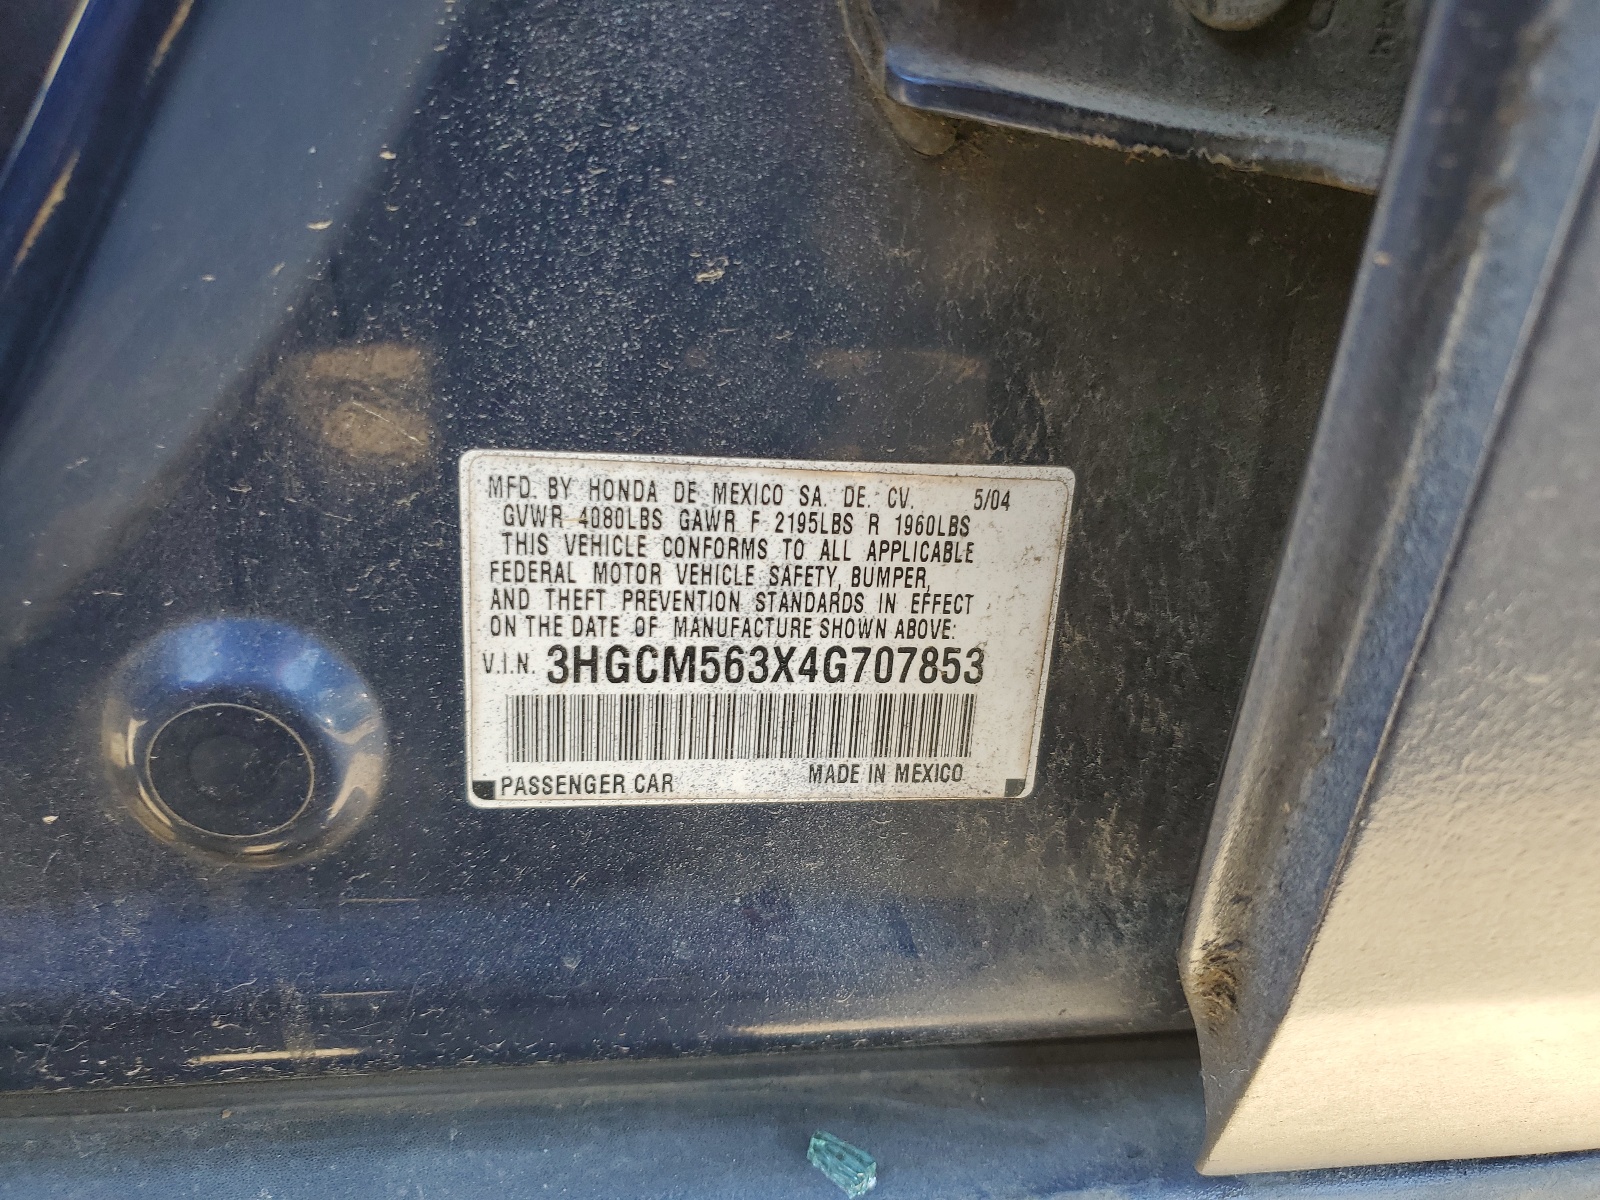 MFD. BY HONDA DE MEXICO SA. DE. CV. 5/04
GVWR 4080LBS GAWR F 2195LBS R 1960LBS
THIS VEHICLE CONFORMS TO ALL APPLICABLE
FEDERAL MOTOR VEHICLE SAFETY, BUMPER,
AND THEFT PREVENTION STANDARDS IN EFFECT
ON THE DATE OF MANUFACTURE SHOWN ABOVE:
V.I.N. 3HGCM563X4G707853
PASSENGER CAR MADE IN MEXICO